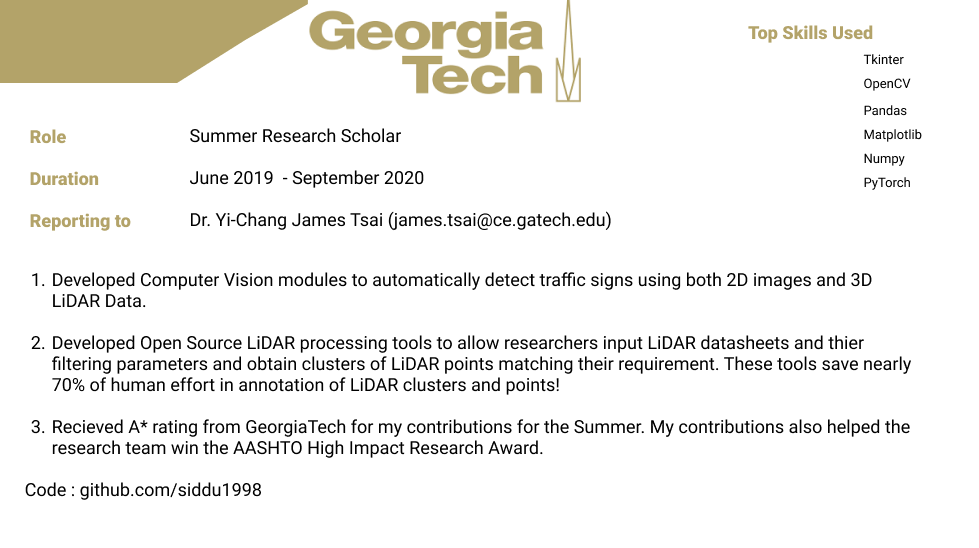 Georgia
Tech
Top Skills Used
Tkinter
OpenCV
Pandas
Matplotlib
Numpy
PyTorch
Role Summer Research Scholar
Duration June 2019 - September 2020
Reporting to Dr. Yi-Chang James Tsai (james.tsai@ce.gatech.edu)
1. Developed Computer Vision modules to automatically detect traffic signs using both 2D images and 3D
LiDAR Data.
2. Developed Open Source LiDAR processing tools to allow researchers input LiDAR datasheets and thier
filtering parameters and obtain clusters of LiDAR points matching their requirement. These tools save nearly
70% of human effort in annotation of LiDAR clusters and points!
3. Recieved A* rating from GeorgiaTech for my contributions for the Summer. My contributions also helped the
research team win the AASHTO High Impact Research Award.
Code : github.com/siddu1998